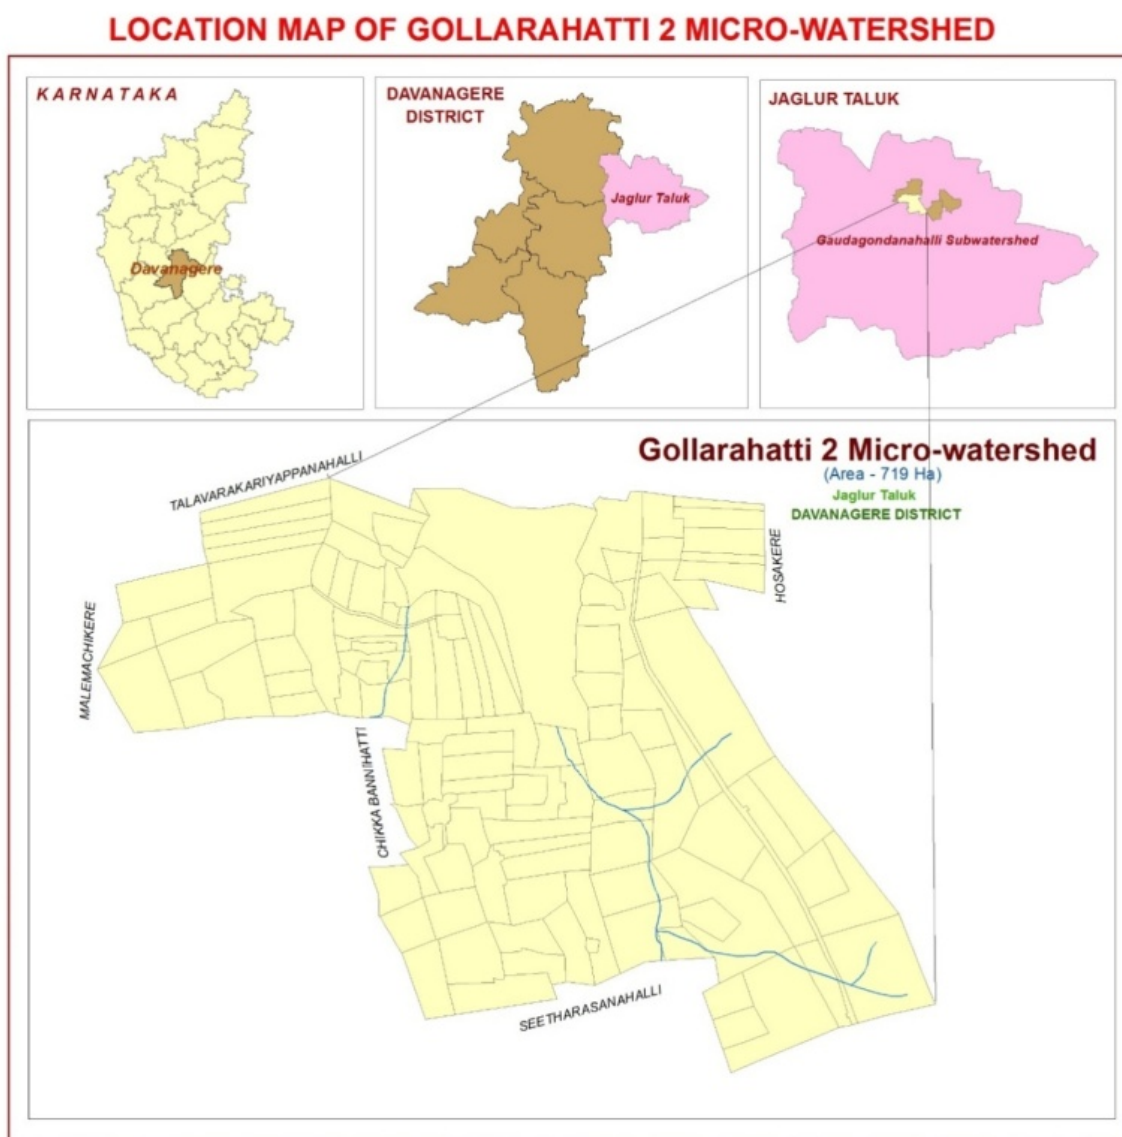 LOCATION MAP OF GOLLARAHATTI 2 MICRO-WATERSHED
KARNATAKA
Davanagere
DAVANAGERE
DISTRICT
Jaglur Taluk
JAGLUR TALUK
Gaudagondanahalli Subwatershed
Gollarahatti 2 Micro-watershed
(Area - 719 Ha)
Jaglur Taluk
DAVANAGERE DISTRICT
TALAVARAKARIYAPPANAHALLI
HOSAKERE
MALEMACHIKERE
CHIKKA BANNIHATTI
SEETHARASANAHALLI